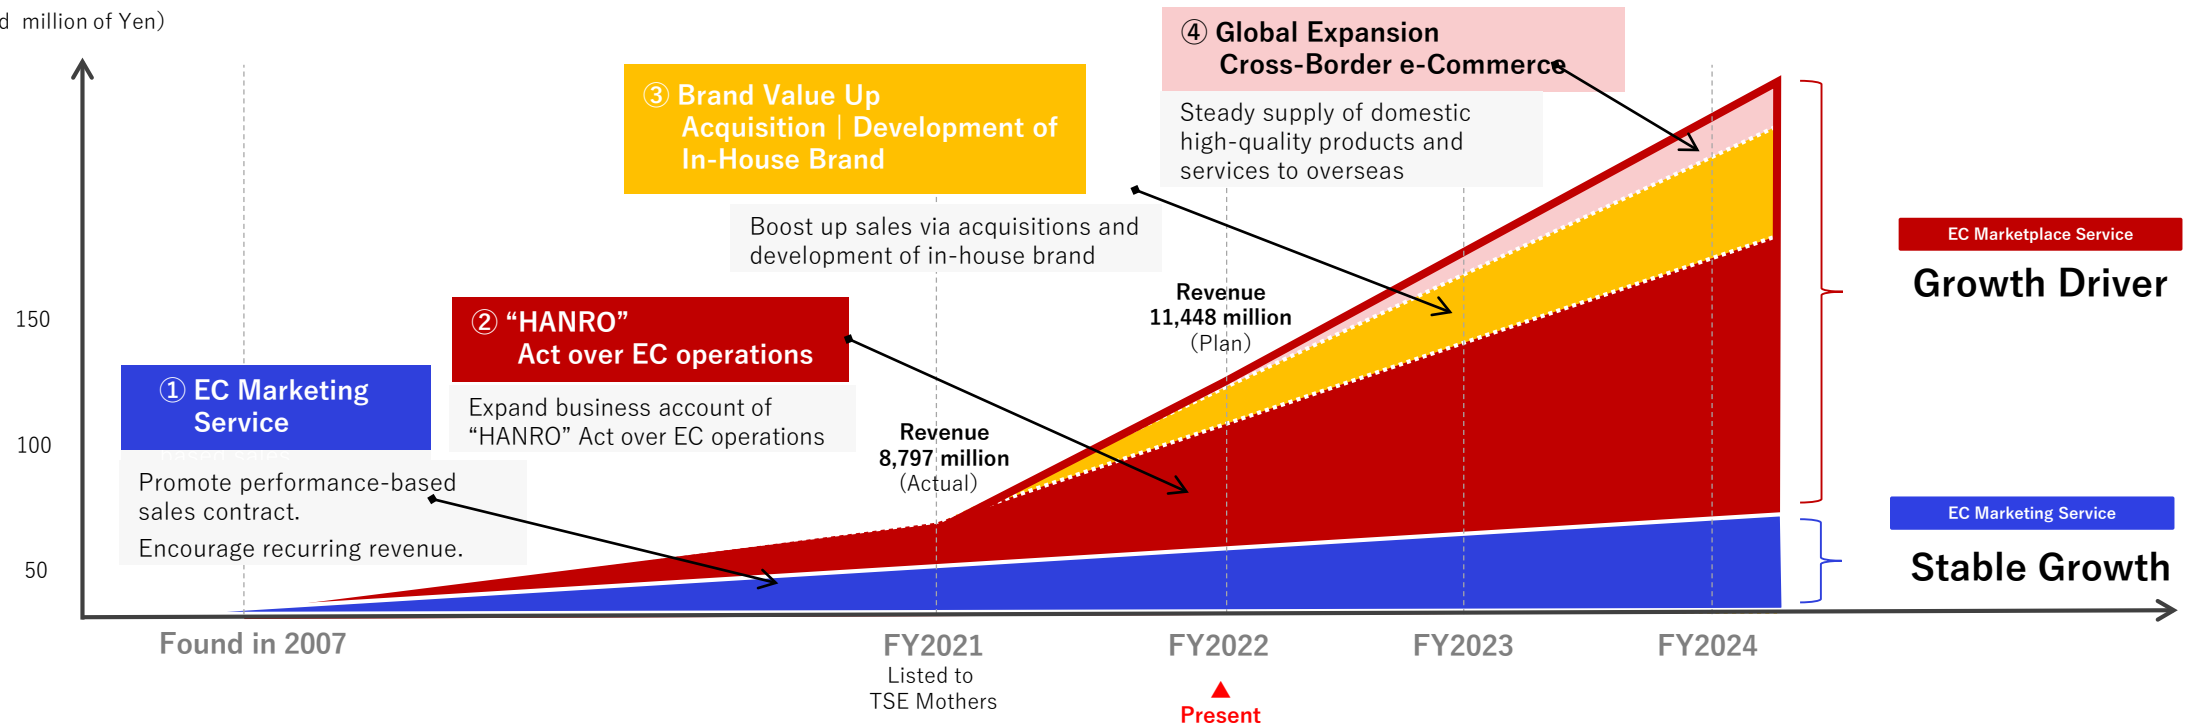 million of Yen)
④ Global Expansion
Cross-Border e-Commerce
Steady supply of domestic
high-quality products and
services to overseas
③ Brand Value Up
Acquisition | Development of
In-House Brand
Boost up sales via acquisitions and
development of in-house brand
② “HANRO”
Act over EC operations
Expand business account of
“HANRO” Act over EC operations
① EC Marketing
Service
Promote performance-based
sales contract.
Encourage recurring revenue.
Revenue
8,797 million
(Actual)
Revenue
11,448 million
(Plan)
150
100
50
EC Marketplace Service
Growth Driver
EC Marketing Service
Stable Growth
Found in 2007
FY2021
Listed to
TSE Mothers
FY2022
Present
FY2023
FY2024